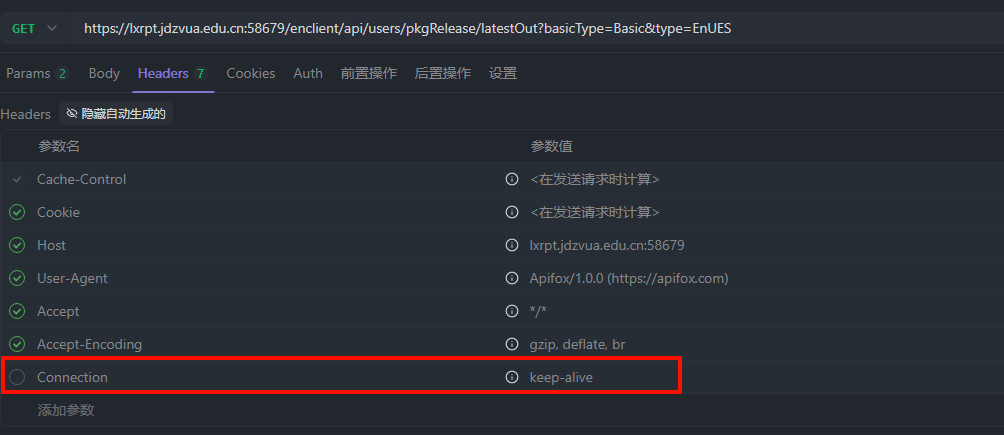 GET https://lxrpt.jdzvua.edu.cn:58679/enclient/api/users/pkgRelease/latestOut?basicType=Basic&type=EnUES
Params 2 Body Headers 7 Cookies Auth 前置操作 后置操作 设置
Headers 隐藏自动生成的
参数名 参数值
Cache-Control <在发送请求时计算>
Cookie <在发送请求时计算>
Host lxrpt.jdzvua.edu.cn:58679
User-Agent Apifox/1.0.0 (https://apifox.com)
Accept */*
Accept-Encoding gzip, deflate, br
Connection keep-alive
添加参数